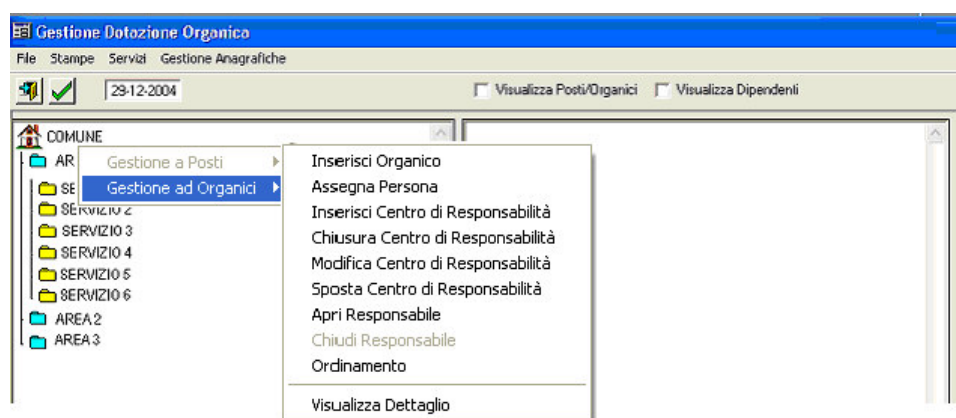 Gestione Dotazione Organica
File Stampe Servizi Gestione Anagrafiche
29-12-2004 Visualizza Posti/Organici Visualizza Dipendenti
COMUNE
AR
SE
SERVIZIO 2
SERVIZIO 3
SERVIZIO 4
SERVIZIO 5
SERVIZIO 6
AREA 2
AREA 3
Gestione a Posti
Gestione ad Organici
Inserisci Organico
Assegna Persona
Inserisci Centro di Responsabilità
Chiusura Centro di Responsabilità
Modifica Centro di Responsabilità
Sposta Centro di Responsabilità
Apri Responsabile
Chiudi Responsabile
Ordinamento
Visualizza Dettaglio